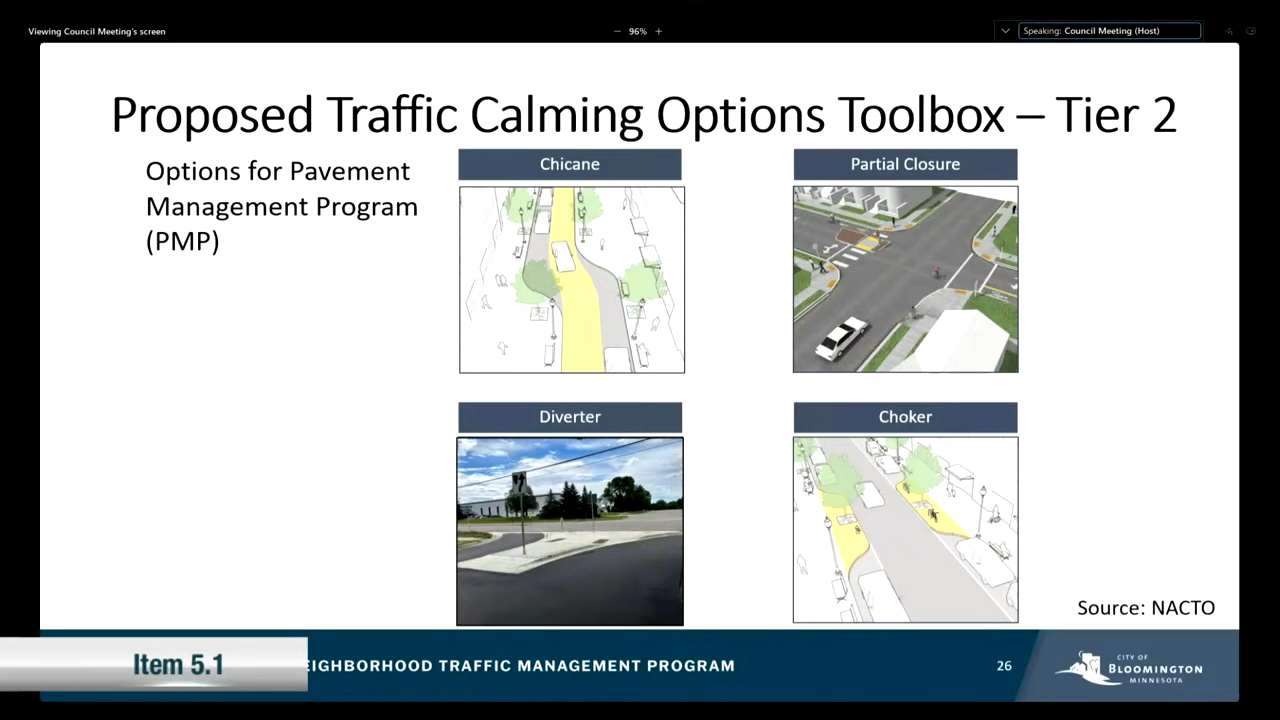 Viewing Council Meeting's screen
96%
Speaking: Council Meeting (Host)
Proposed Traffic Calming Options Toolbox – Tier 2
Options for Pavement
Management Program
(PMP)
Chicane
Partial Closure
Diverter
Choker
Source: NACTO
Item 5.1
EIGHBORHOOD TRAFFIC MANAGEMENT PROGRAM
26
CITY OF
BLOOMINGTON
MINNESOTA